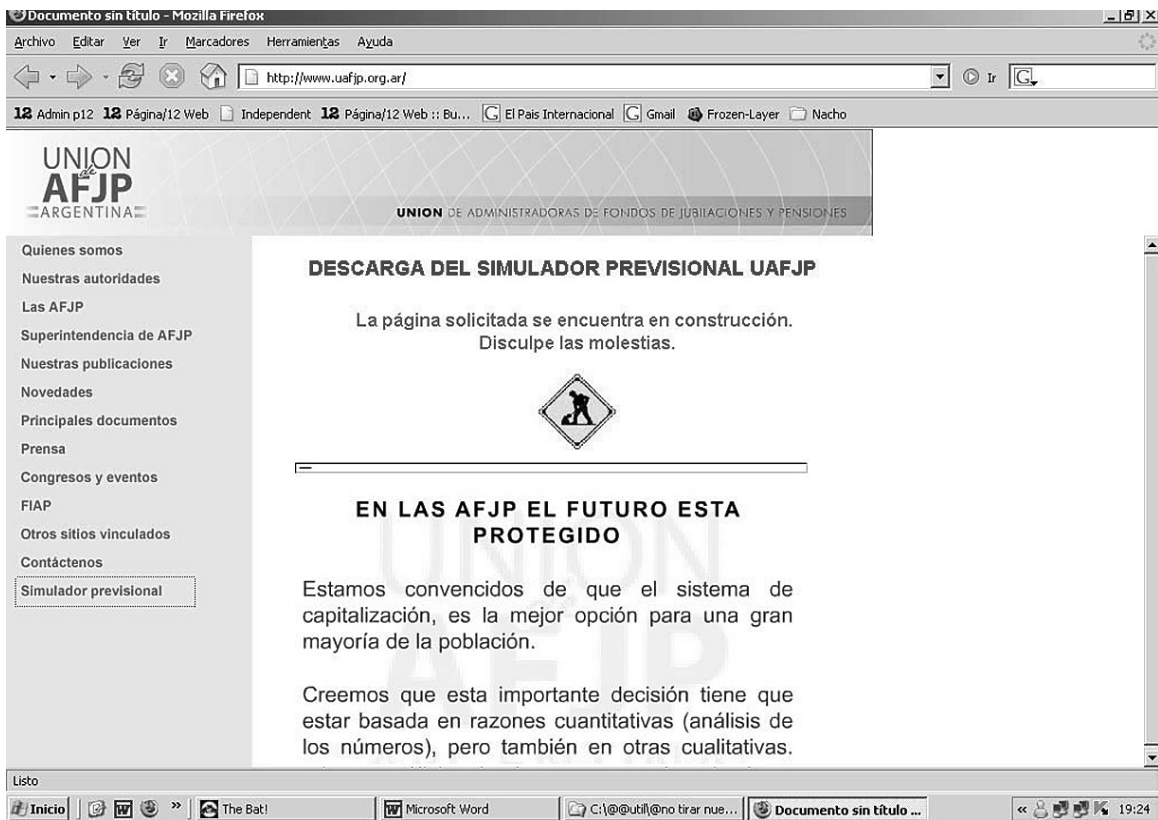 Documento sin título - Mozilla Firefox
Archivo Editar Ver Ir Marcadores Herramientas Ayuda
http://www.uafjp.org.ar/ Ir G
12 Admin p12 12 Página/12 Web Independent 12 Página/12 Web :: Bu... G El Pais Internacional G Gmail Frozen-Layer Nacho
UNION
de
AFJP
ARGENTINA
UNION DE ADMINISTRADORAS DE FONDOS DE JUBILACIONES Y PENSIONES
Quienes somos
Nuestras autoridades
Las AFJP
Superintendencia de AFJP
Nuestras publicaciones
Novedades
Principales documentos
Prensa
Congresos y eventos
FIAP
Otros sitios vinculados
Contáctenos
Simulador previsional
DESCARGA DEL SIMULADOR PREVISIONAL UAFJP
La página solicitada se encuentra en construcción.
Disculpe las molestias.
EN LAS AFJP EL FUTURO ESTA
PROTEGIDO
Estamos convencidos de que el sistema de
capitalización, es la mejor opción para una gran
mayoría de la población.
Creemos que esta importante decisión tiene que
estar basada en razones cuantitativas (análisis de
los números), pero también en otras cualitativas.
UNION
de
AFJP
Listo
Inicio » The Bat! Microsoft Word C:\@@util\@no tirar nue... Documento sin título ... « 19:24